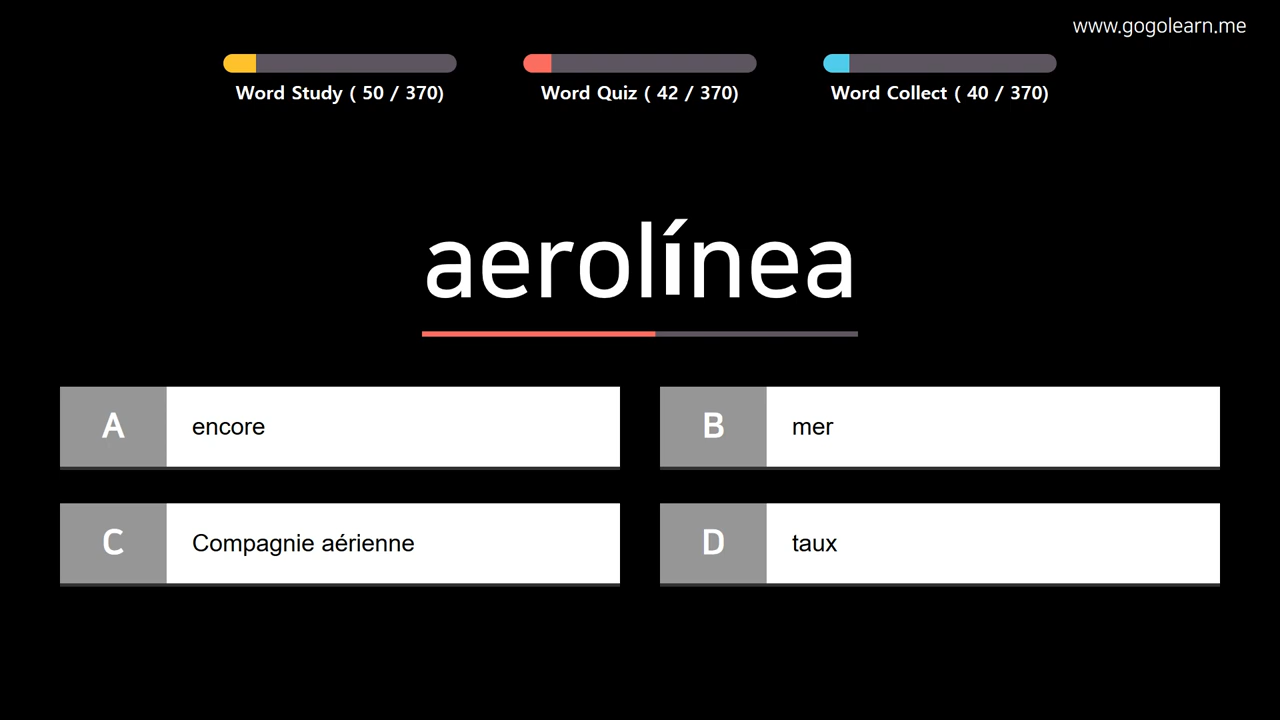 www.gogolearn.me
Word Study ( 50 / 370)
Word Quiz ( 42 / 370)
Word Collect ( 40 / 370)
aerolínea
A
encore
B
mer
C
Compagnie aérienne
D
taux